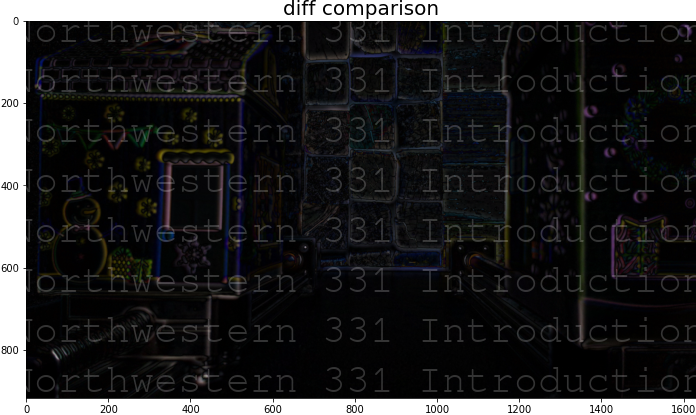 diff comparison
0
200
400
600
800
Northwestern 331 Introduction
Northwestern 331 Introduction
Northwestern 331 Introduction
Northwestern 331 Introduction
Northwestern 331 Introduction
Northwestern 331 Introduction
Northwestern 331 Introduction
Northwestern 331 Introduction
0 200 400 600 800 1000 1200 1400 1600